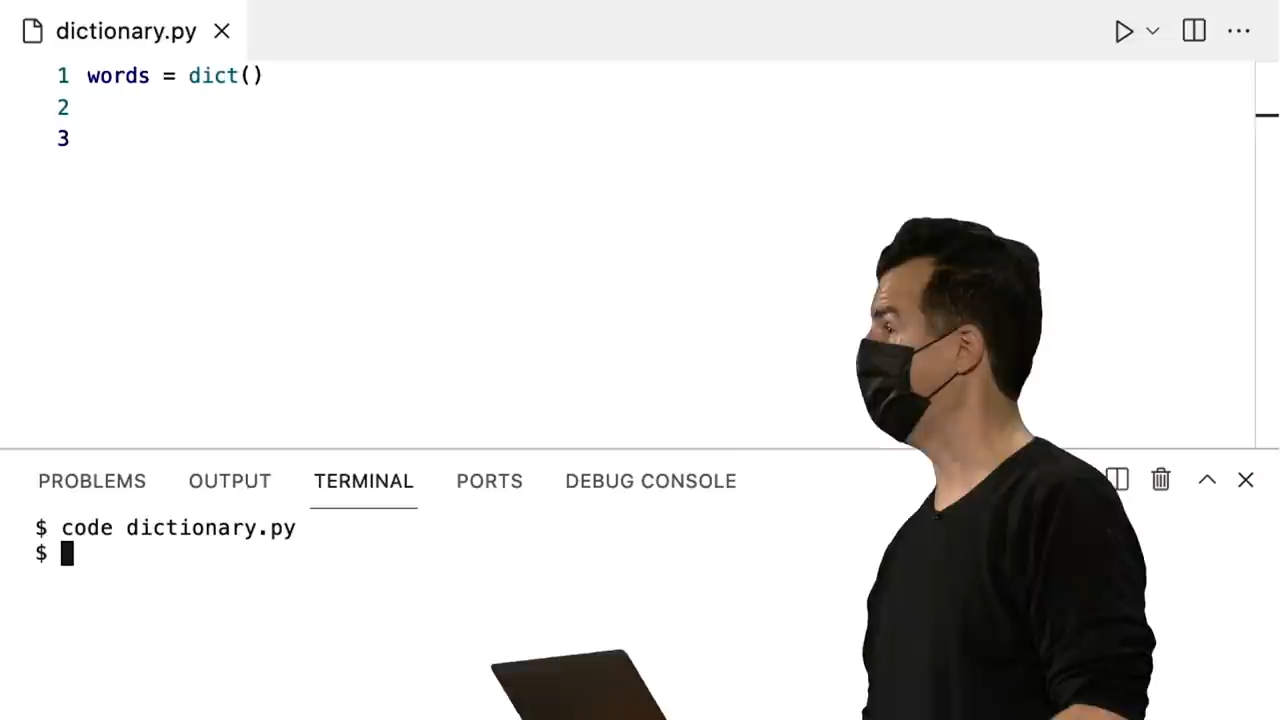 dictionary.py
1 words = dict()
2
3
PROBLEMS OUTPUT TERMINAL PORTS DEBUG CONSOLE
$ code dictionary.py
$